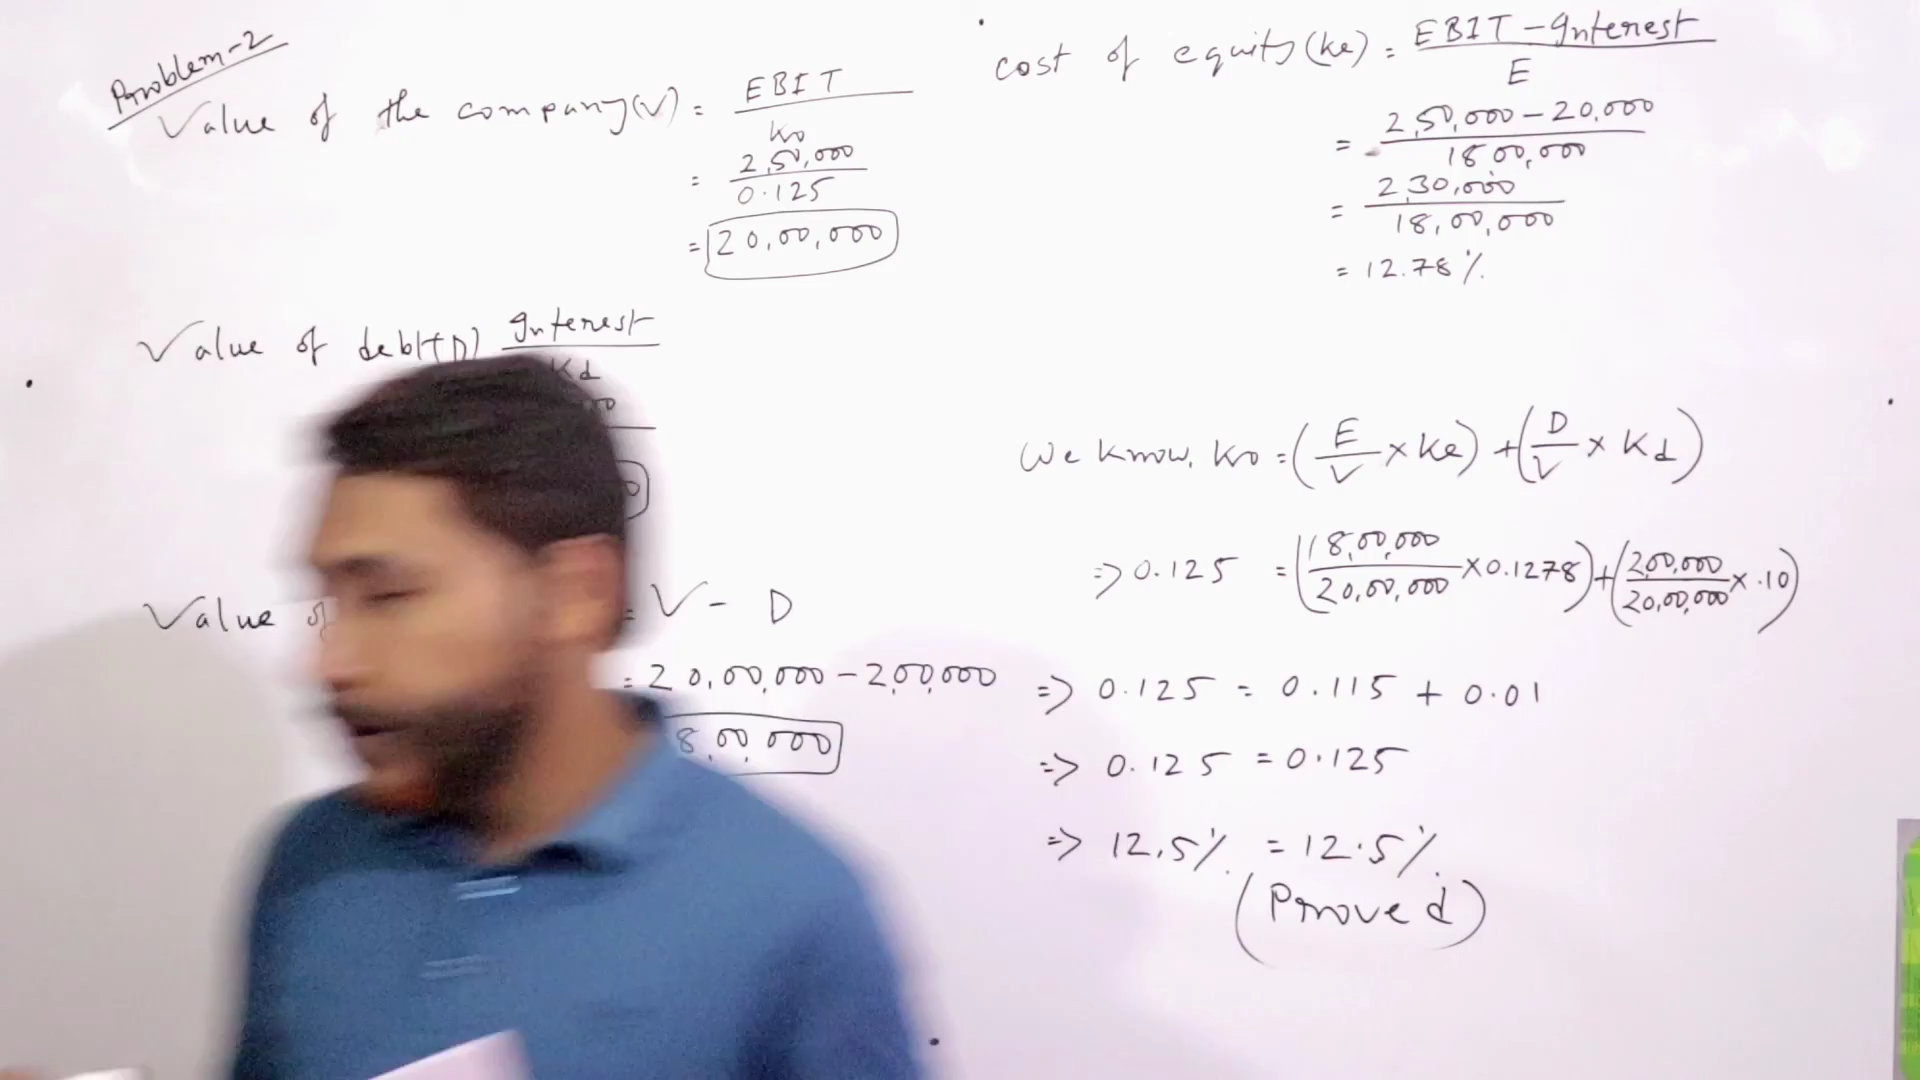 Problem-2
Value of the company(V) = EBIT
Ko
= 2,50,000
0.125
= 20,00,000
Value of debt(D) Interest
Kd
Value of
= V - D
= 20,00,000 - 2,00,000
8,00,000
cost of equity(ke) = EBIT - Interest
E
= 2,50,000 - 20,000
18,00,000
= 2,30,000
18,00,000
= 12.78%
We know, Ko = (E/V × Ke) + (D/V × Kd)
=> 0.125 = (18,00,000/20,00,000 × 0.1278) + (2,00,000/20,00,000 × .10)
=> 0.125 = 0.115 + 0.01
=> 0.125 = 0.125
=> 12.5% = 12.5%
(Proved)